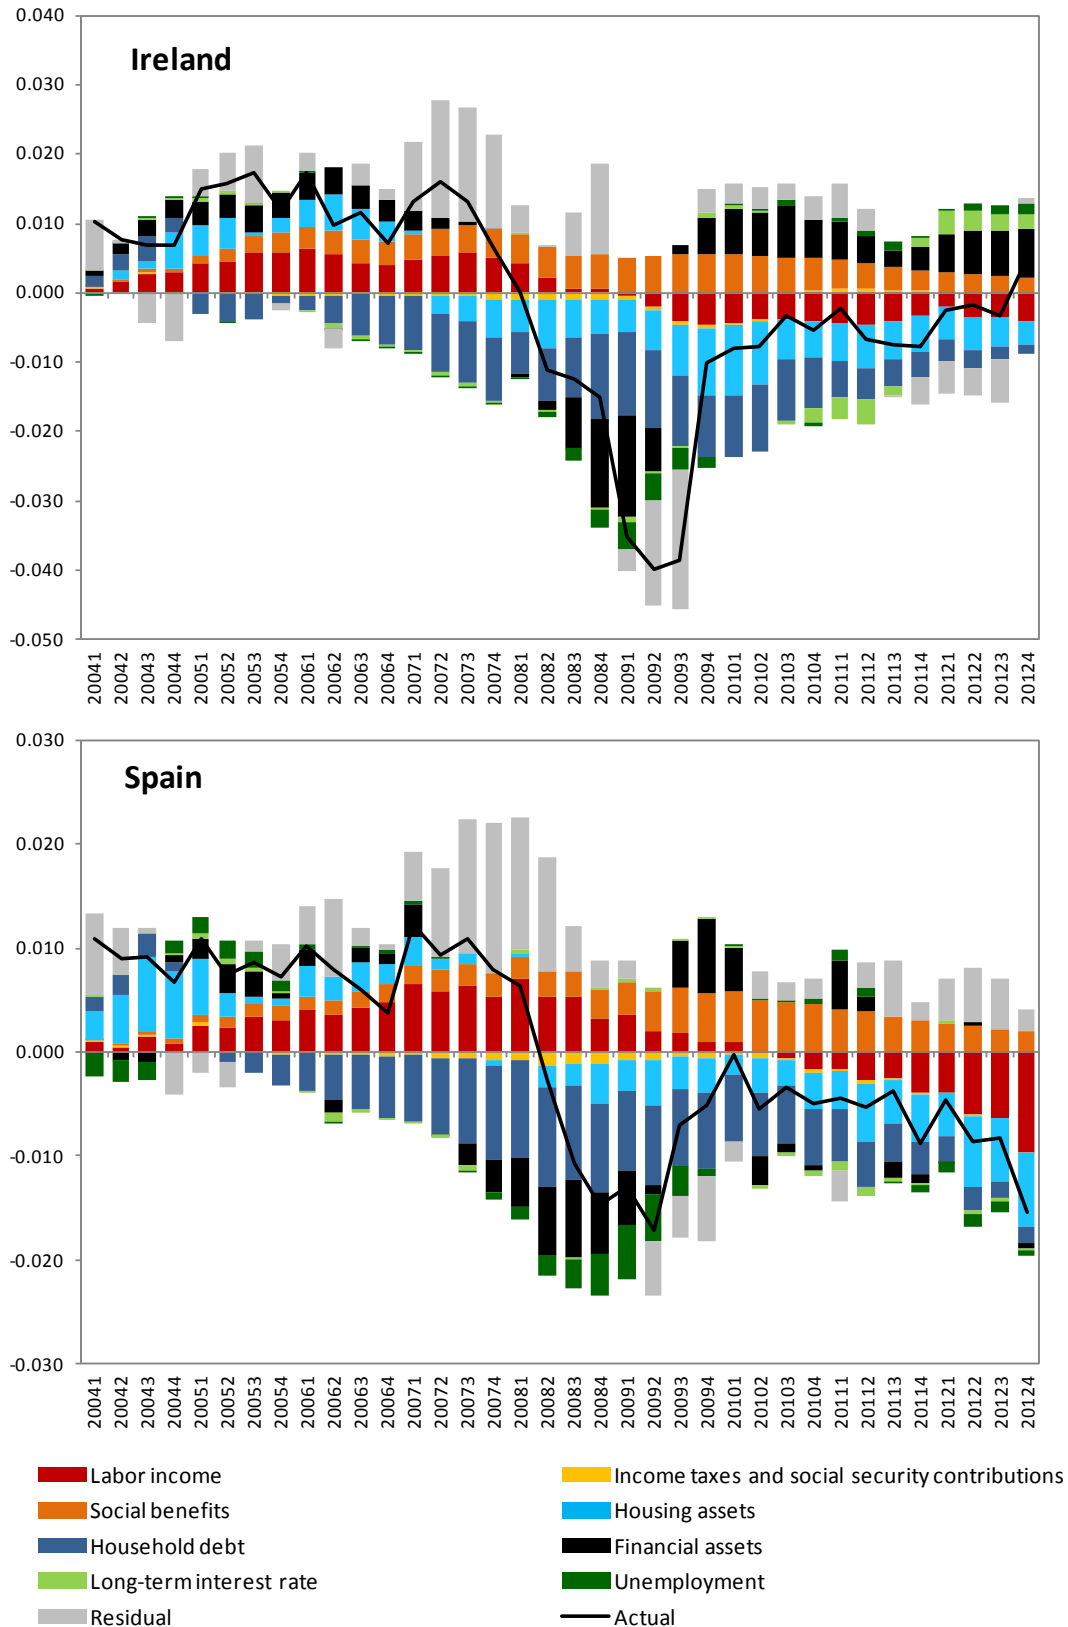 0.040
Ireland
0.030
0.020
0.010
0.000
-0.010
-0.020
-0.030
-0.040
-0.050
20041 20042 20043 20044 20051 20052 20053 20054 20061 20062 20063 20064 20071 20072 20073 20074 20081 20082 20083 20084 20091 20092 20093 20094 20101 20102 20103 20104 20111 20112 20113 20114 20121 20122 20123 20124
0.030
Spain
0.020
0.010
0.000
-0.010
-0.020
-0.030
20041 20042 20043 20044 20051 20052 20053 20054 20061 20062 20063 20064 20071 20072 20073 20074 20081 20082 20083 20084 20091 20092 20093 20094 20101 20102 20103 20104 20111 20112 20113 20114 20121 20122 20123 20124
Labor income
Income taxes and social security contributions
Social benefits
Housing assets
Household debt
Financial assets
Long-term interest rate
Unemployment
Residual
Actual